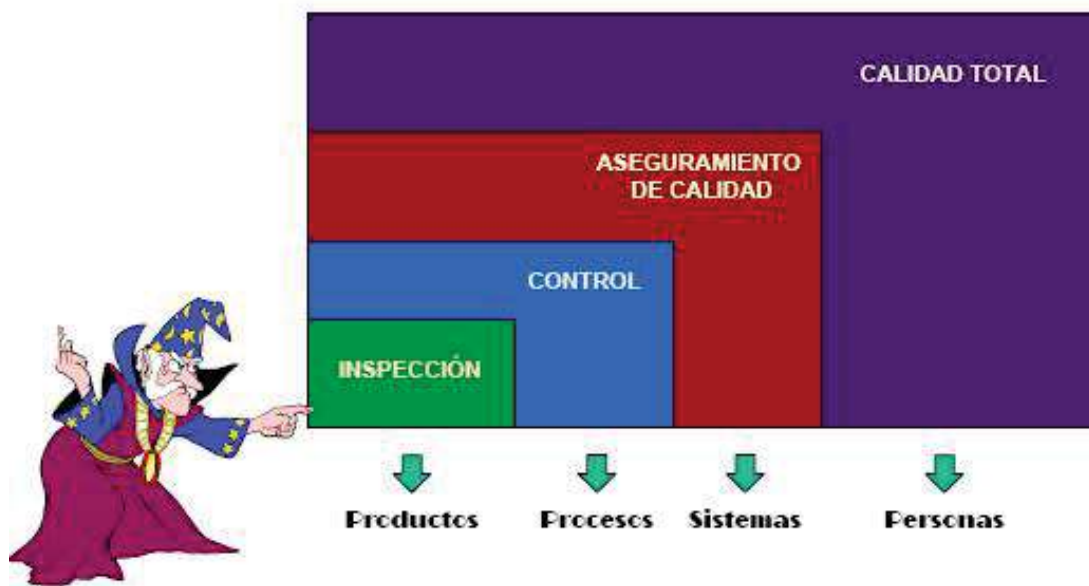 CALIDAD TOTAL
ASEGURAMIENTO
DE CALIDAD
CONTROL
INSPECCIÓN
Productos Procesos Sistemas Personas